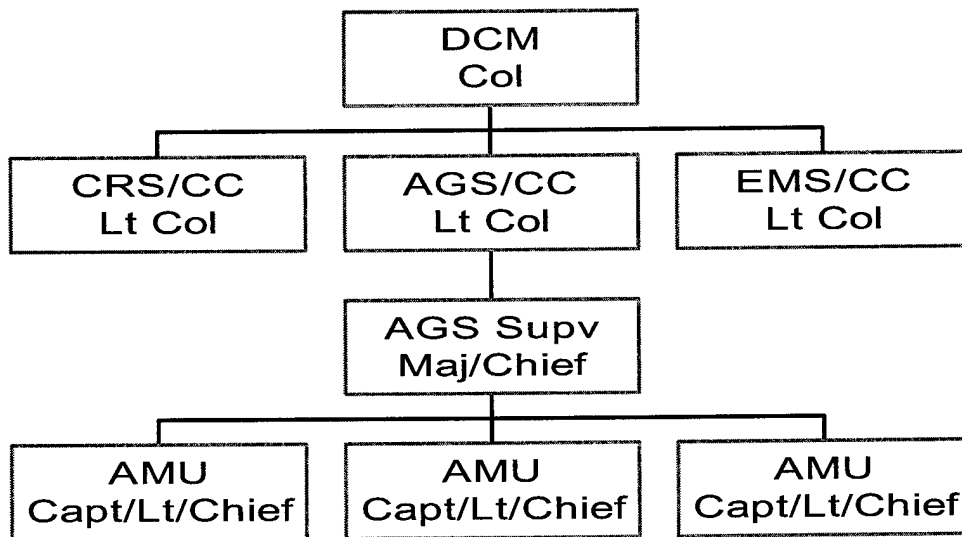 DCM
Col
CRS/CC
Lt Col
AGS/CC
Lt Col
EMS/CC
Lt Col
AGS Supv
Maj/Chief
AMU
Capt/Lt/Chief
AMU
Capt/Lt/Chief
AMU
Capt/Lt/Chief